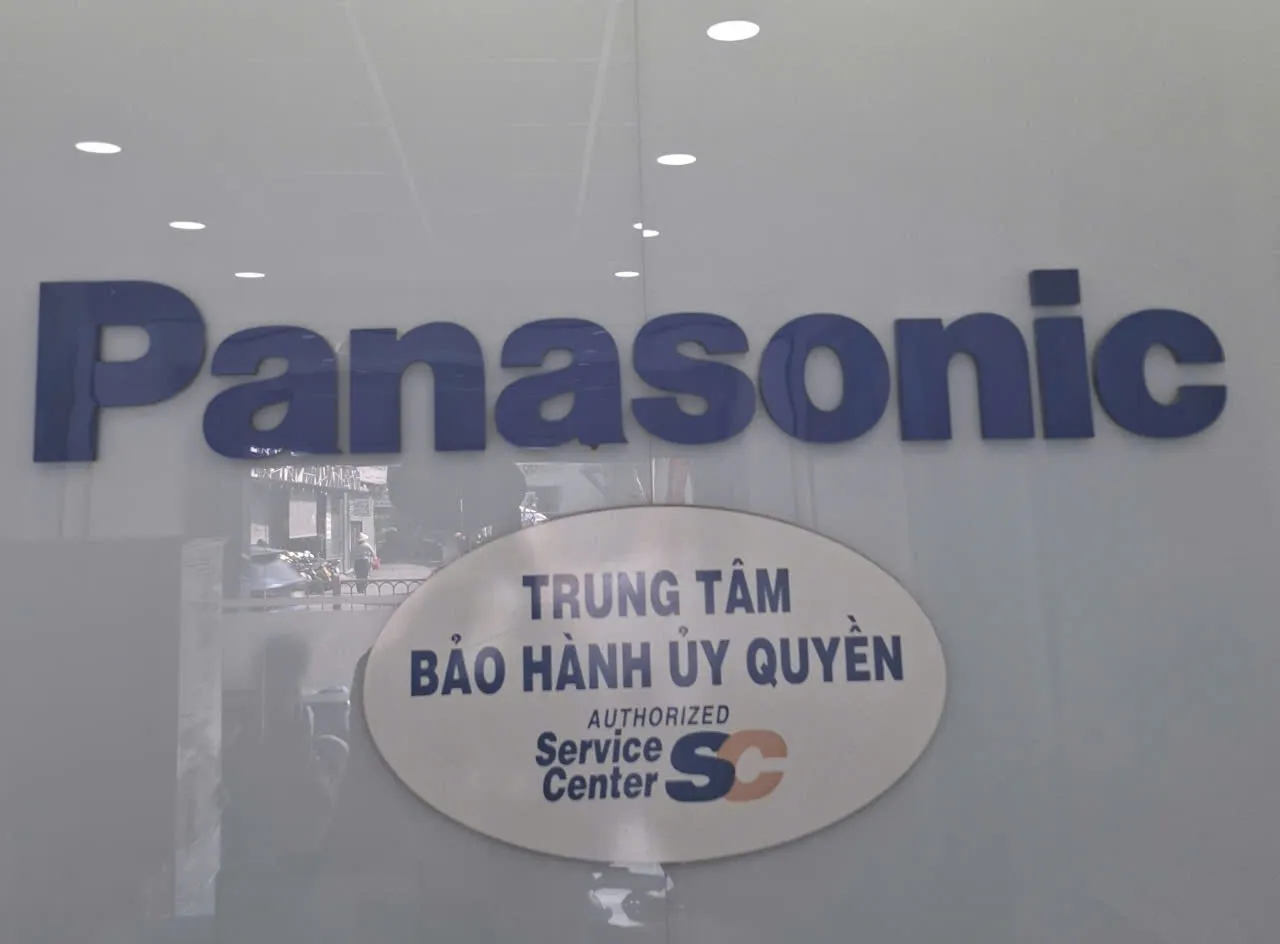 Panasonic
TRUNG TÂM
BẢO HÀNH ỦY QUYỀN
AUTHORIZED
Service
Center SC